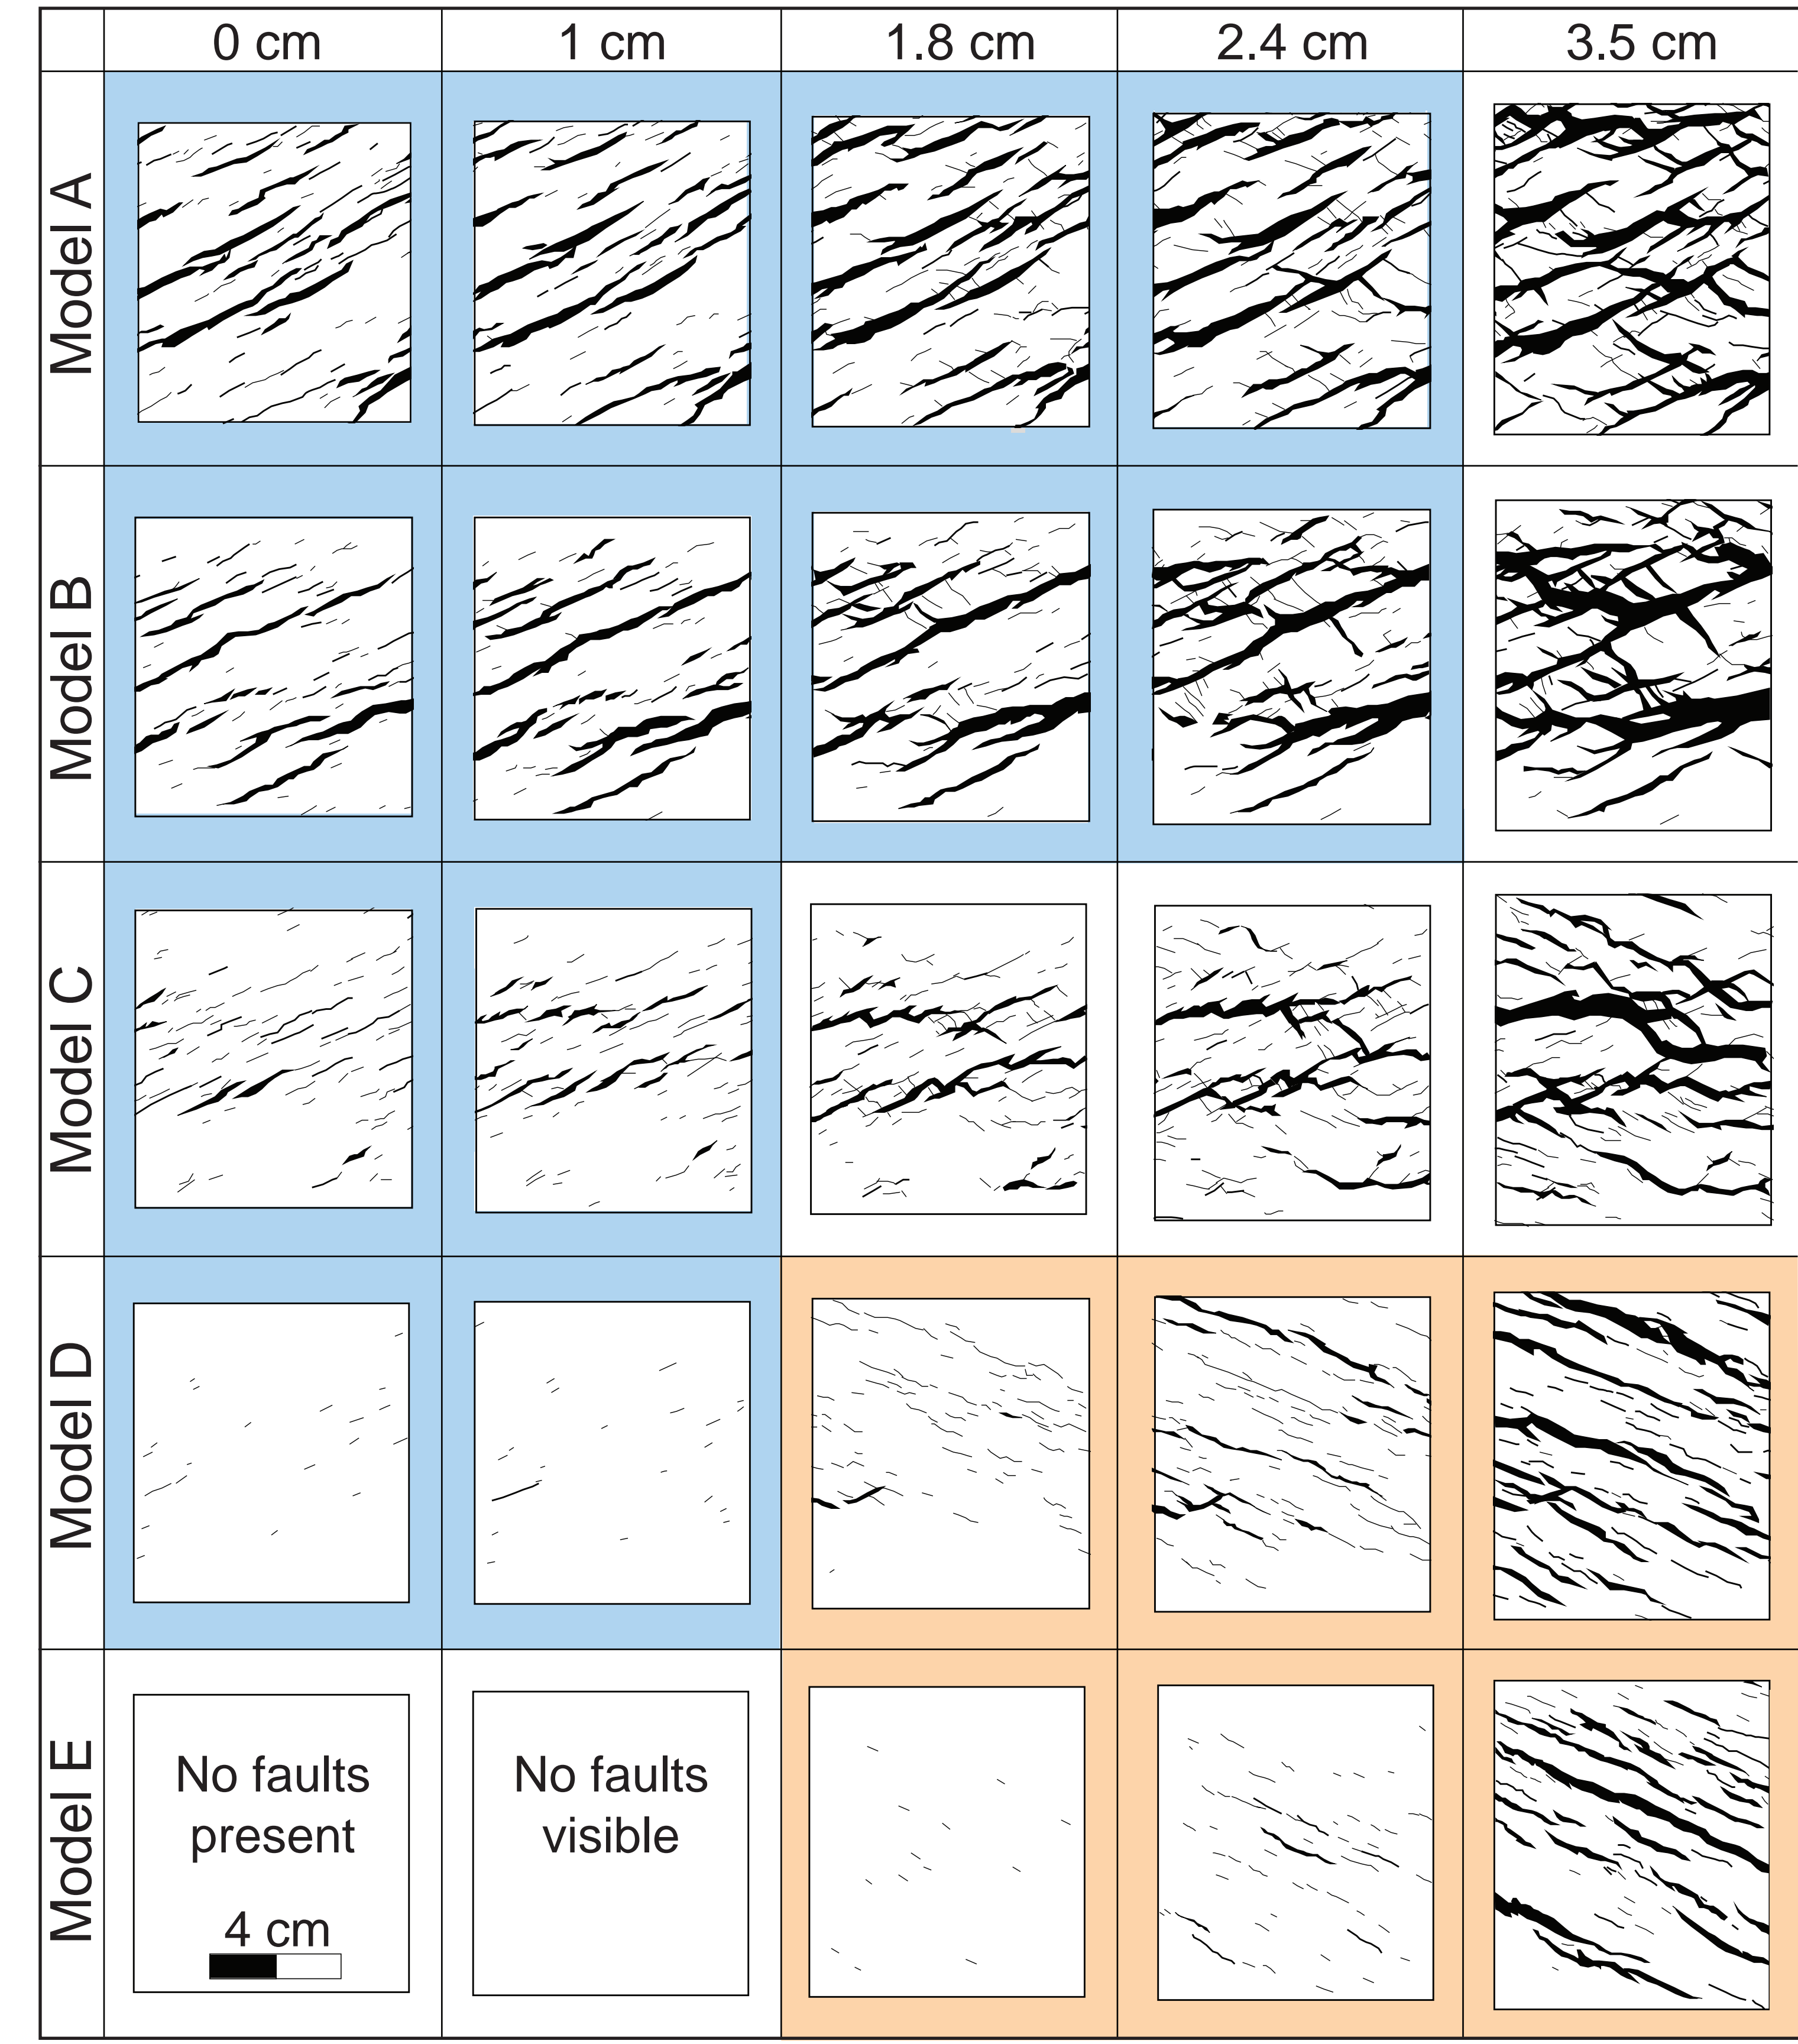 0 cm
1 cm
1.8 cm
2.4 cm
3.5 cm
Model A
Model B
Model C
Model D
Model E
No faults
present
4 cm
No faults
visible